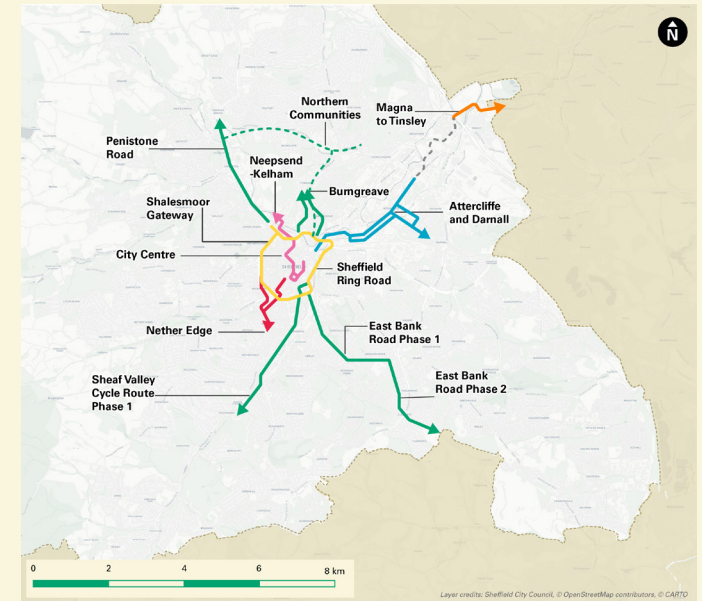 N
Northern
Communities
Magna
to Tinsley
Penistone
Road
Neepsend
-Kelham
Burngreave
Shalesmoor
Gateway
Attercliffe
and Darnall
City Centre
Sheffield
Ring Road
Nether Edge
East Bank
Road Phase 1
Sheaf Valley
Cycle Route
Phase 1
East Bank
Road Phase 2
0 2 4 6 8 km
Layer credits: Sheffield City Council, © OpenStreetMap contributors, © CARTO